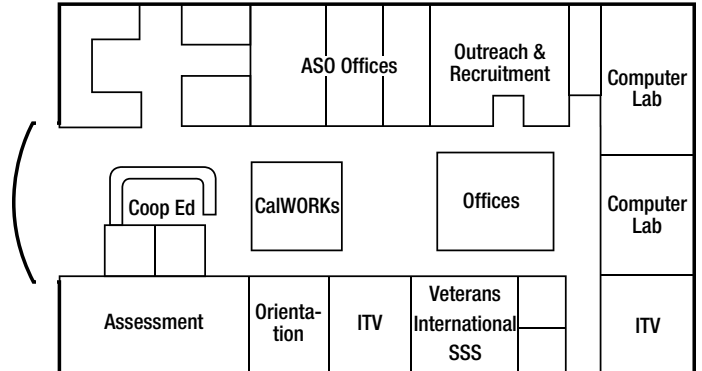 ASO Offices
Outreach &
Recruitment
Computer
Lab
Coop Ed
CalWORKs
Offices
Computer
Lab
Assessment
Orienta-
tion
ITV
Veterans
International
SSS
ITV